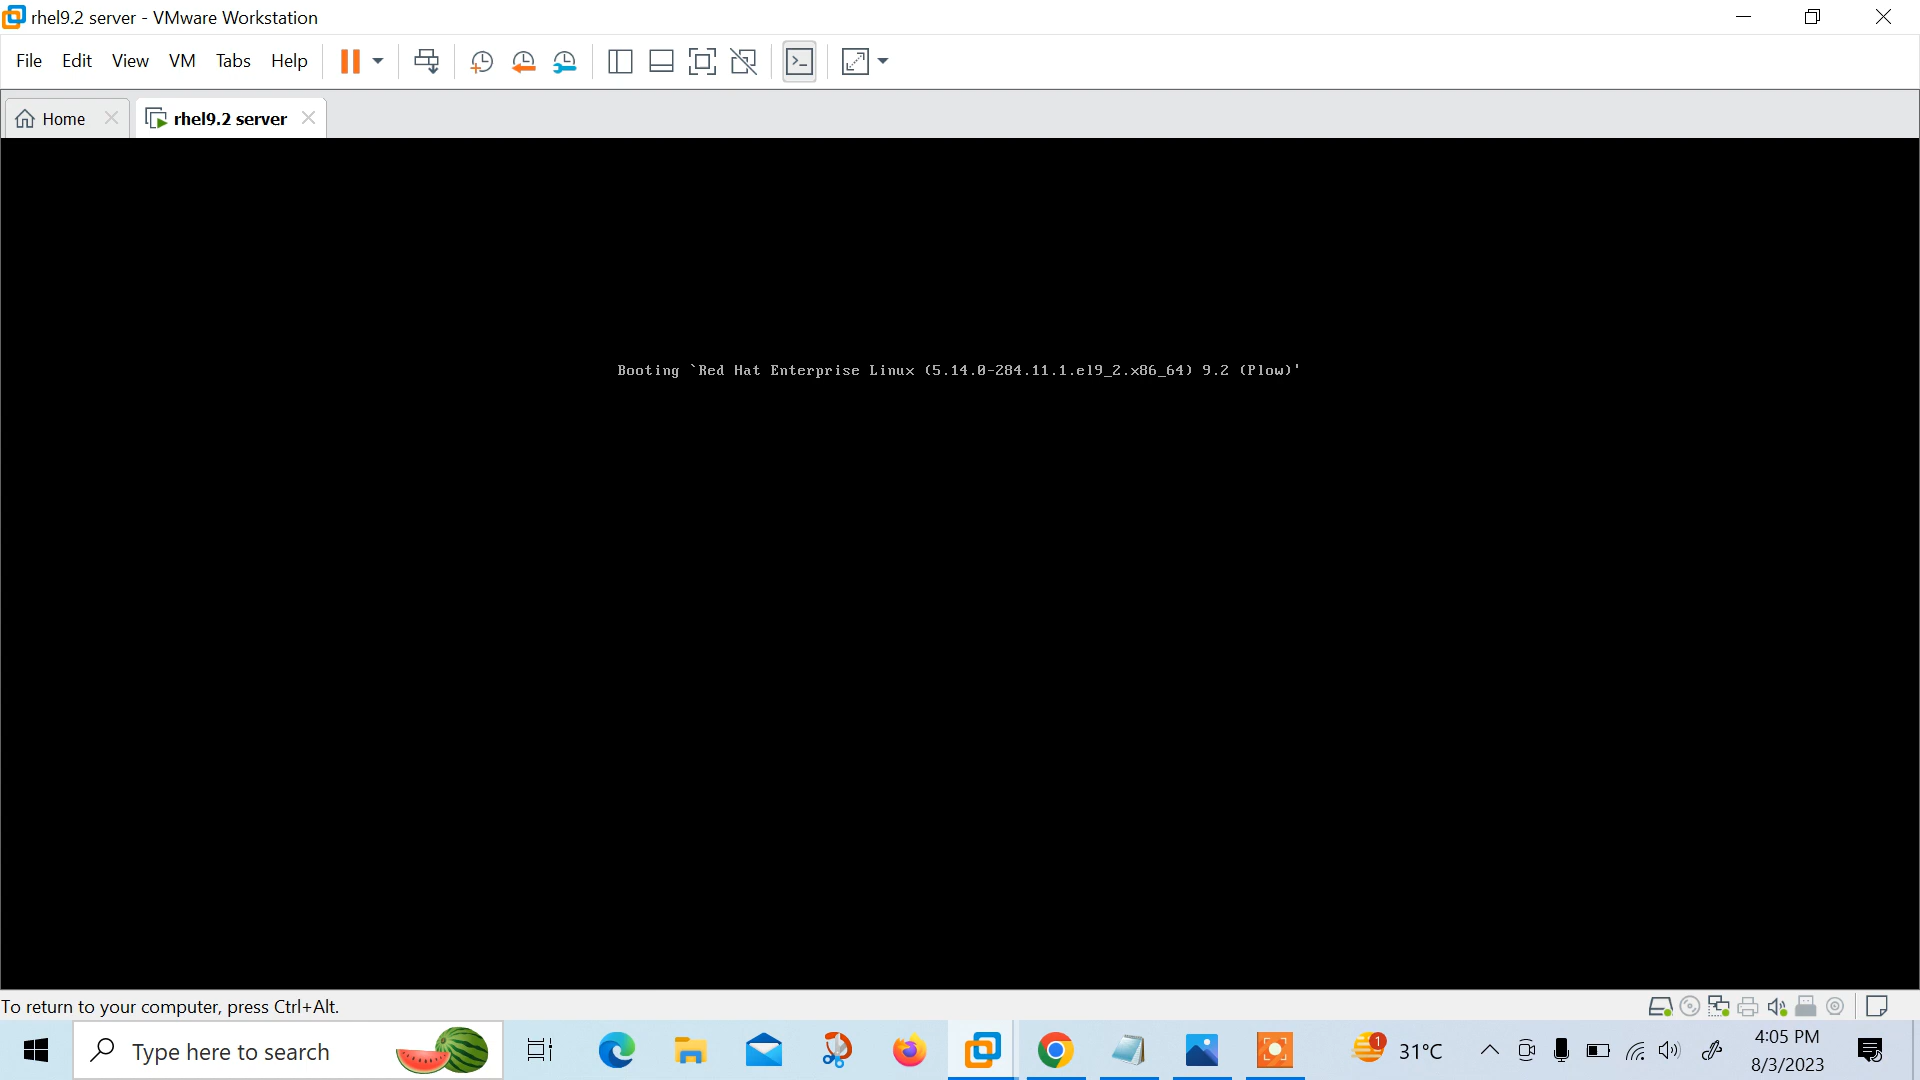 rhel9.2 server - VMware Workstation
File Edit View VM Tabs Help
Home rhel9.2 server
Booting `Red Hat Enterprise Linux (5.14.0-284.11.1.el9_2.x86_64) 9.2 (Plow)'
To return to your computer, press Ctrl+Alt.
Type here to search
1
31°C
4:05 PM
8/3/2023